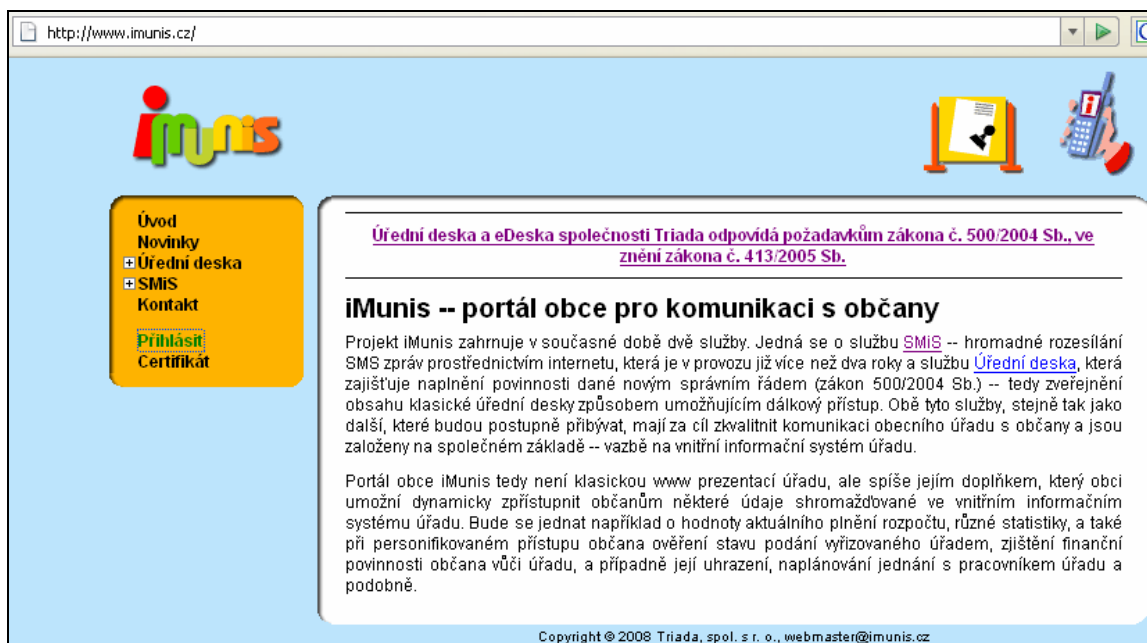 http://www.imunis.cz/
imunis
i
Úvod
Novinky
Úřední deska
SMiS
Kontakt
Přihlásit
Certifikát
Úřední deska a eDeska společnosti Triada odpovídá požadavkům zákona č. 500/2004 Sb., ve
znění zákona č. 413/2005 Sb.
iMunis -- portál obce pro komunikaci s občany
Projekt iMunis zahrnuje v současné době dvě služby. Jedná se o službu SMiS -- hromadné rozesílání
SMS zpráv prostřednictvím internetu, která je v provozu již více než dva roky a službu Úřední deska, která
zajišťuje naplnění povinnosti dané novým správním řádem (zákon 500/2004 Sb.) -- tedy zveřejnění
obsahu klasické úřední desky způsobem umožňujícím dálkový přístup. Obě tyto služby, stejně tak jako
další, které budou postupně přibývat, mají za cíl zkvalitnit komunikaci obecního úřadu s občany a jsou
založeny na společném základě -- vazbě na vnitřní informační systém úřadu.
Portál obce iMunis tedy není klasickou www prezentací úřadu, ale spíše jejím doplňkem, který obci
umožní dynamicky zpřístupnit občanům některé údaje shromažďované ve vnitřním informačním
systému úřadu. Bude se jednat například o hodnoty aktuálního plnění rozpočtu, různé statistiky, a také
při personifikovaném přístupu občana ověření stavu podání vyřizovaného úřadem, zjištění finanční
povinnosti občana vůči úřadu, a případně její uhrazení, naplánování jednání s pracovníkem úřadu a
podobně.
Copyright © 2008 Triada, spol. s r. o., webmaster@imunis.cz